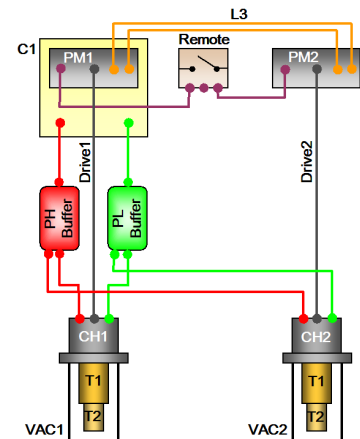 L3
C1
Remote
PM1
PM2
Drive1
Drive2
PH
Buffer
PL
Buffer
CH1
CH2
T1
T1
T2
T2
VAC1
VAC2